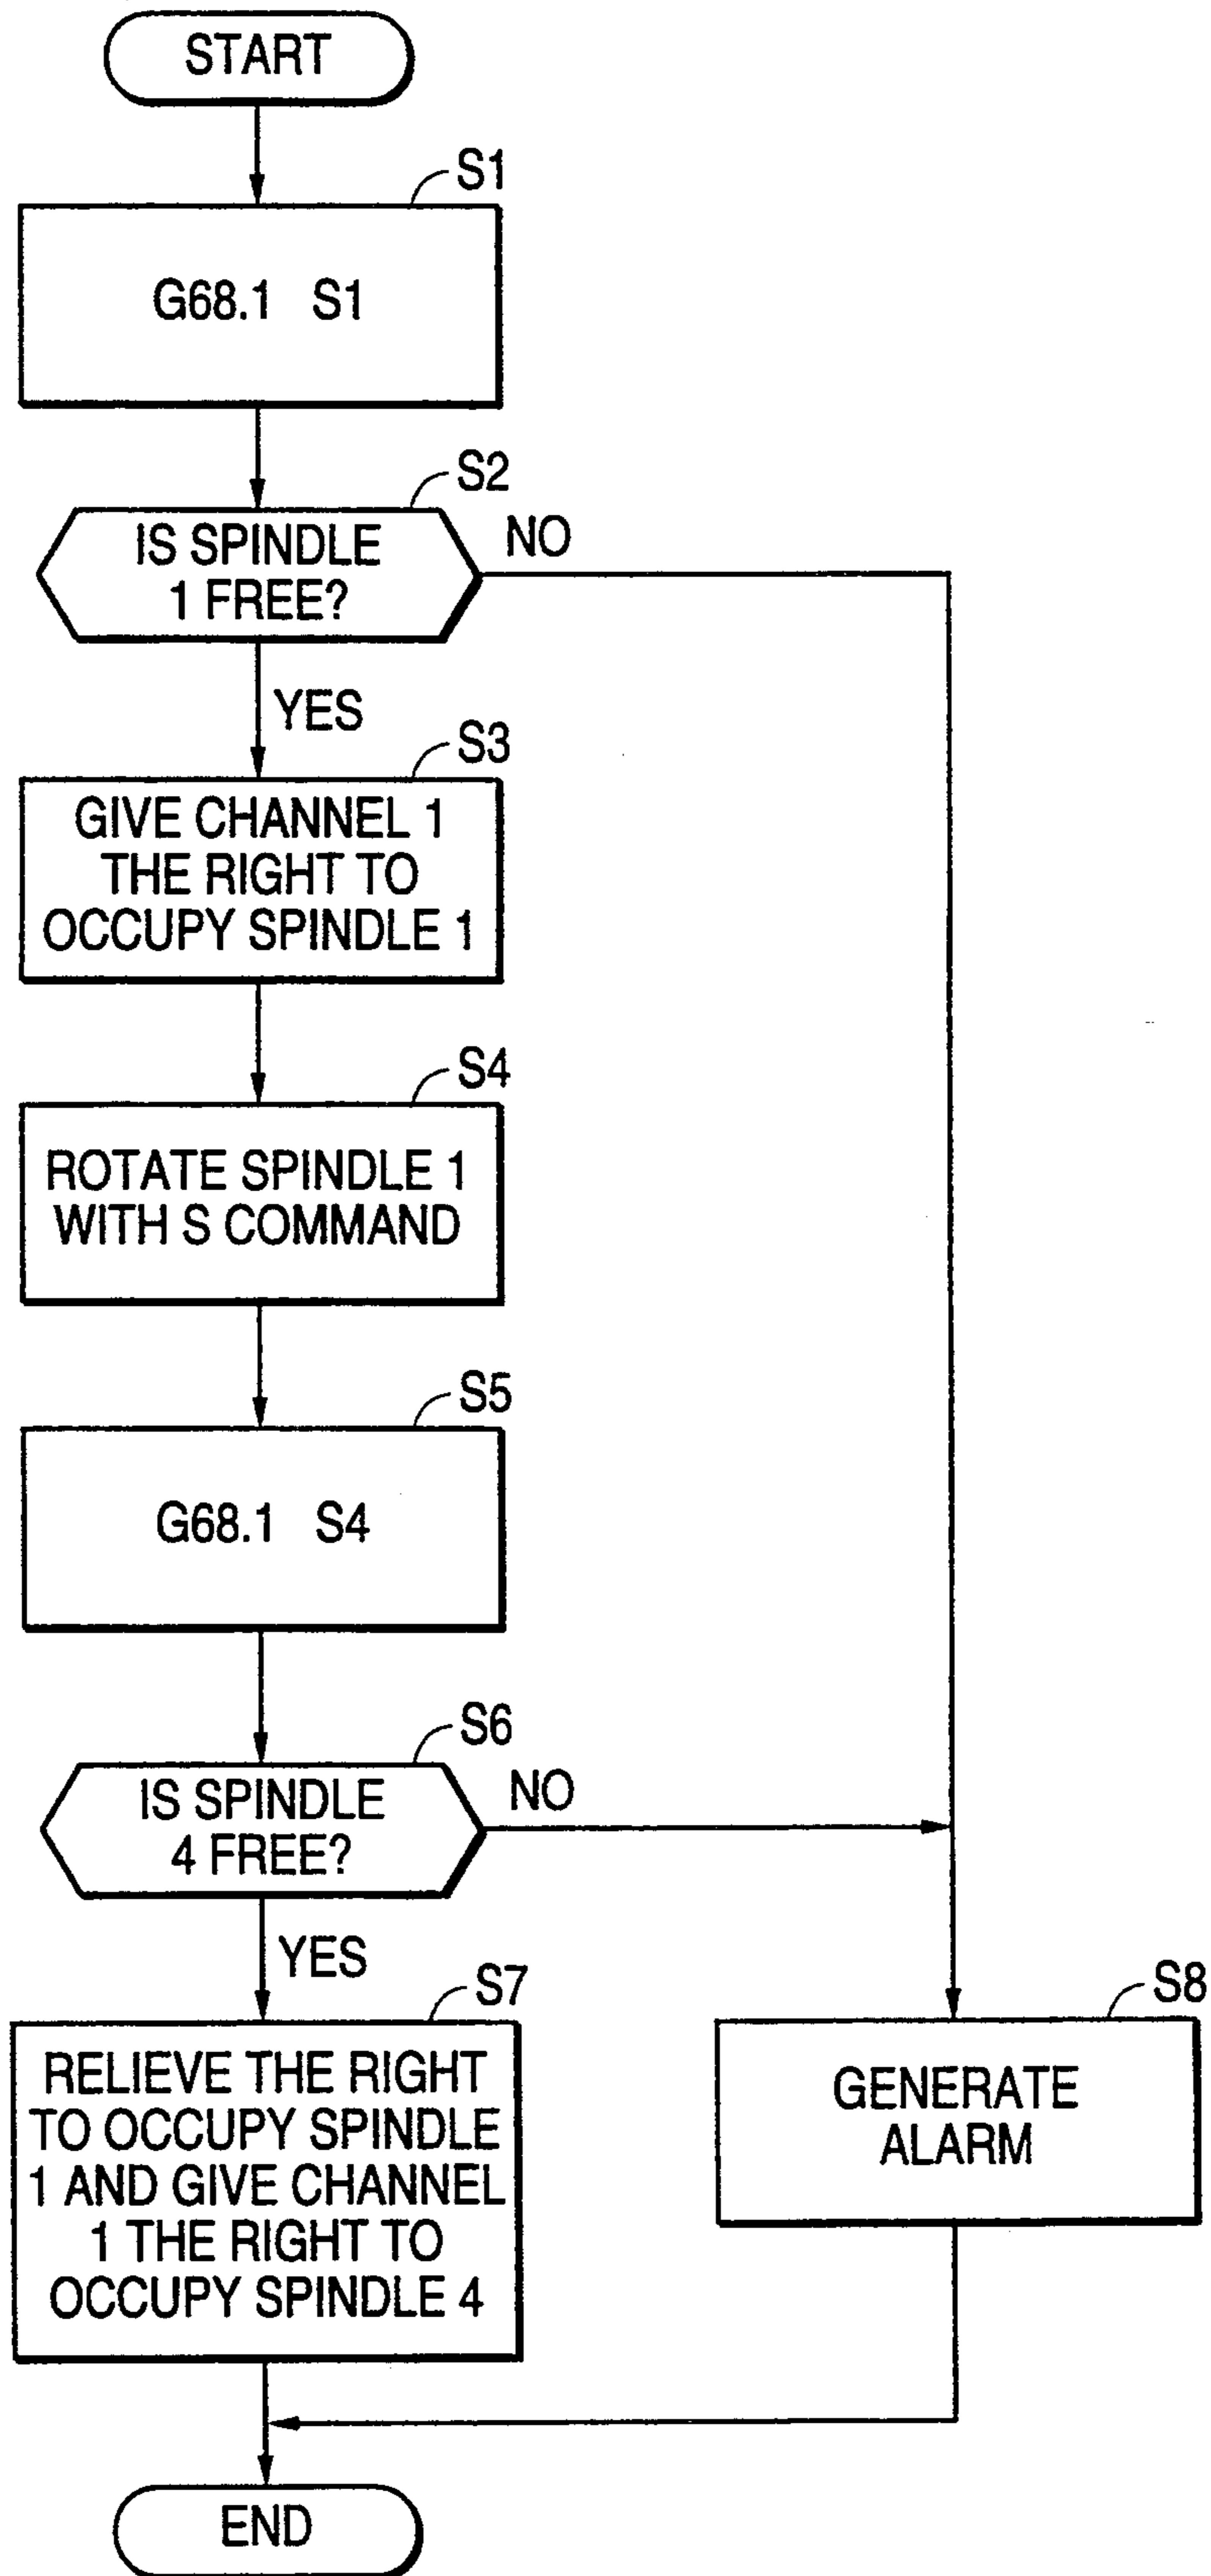 START
S1
G68.1 S1
S2
IS SPINDLE
1 FREE?
NO
YES
S3
GIVE CHANNEL 1
THE RIGHT TO
OCCUPY SPINDLE 1
S4
ROTATE SPINDLE 1
WITH S COMMAND
S5
G68.1 S4
S6
IS SPINDLE
4 FREE?
NO
YES
S7
RELIEVE THE RIGHT
TO OCCUPY SPINDLE
1 AND GIVE CHANNEL
1 THE RIGHT TO
OCCUPY SPINDLE 4
S8
GENERATE
ALARM
END